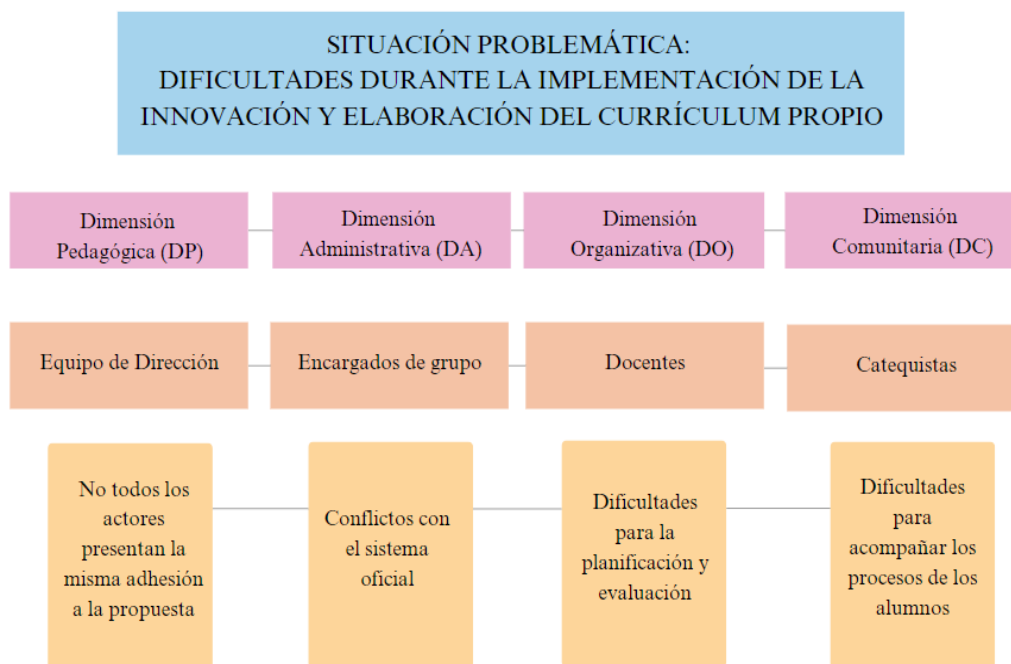 SITUACIÓN PROBLEMÁTICA:
DIFICULTADES DURANTE LA IMPLEMENTACIÓN DE LA
INNOVACIÓN Y ELABORACIÓN DEL CURRÍCULUM PROPIO
Dimensión
Pedagógica (DP)
Dimensión
Administrativa (DA)
Dimensión
Organizativa (DO)
Dimensión
Comunitaria (DC)
Equipo de Dirección
Encargados de grupo
Docentes
Catequistas
No todos los
actores
presentan la
misma adhesión
a la propuesta
Conflictos con
el sistema
oficial
Dificultades
para la
planificación y
evaluación
Dificultades
para
acompañar los
procesos de los
alumnos